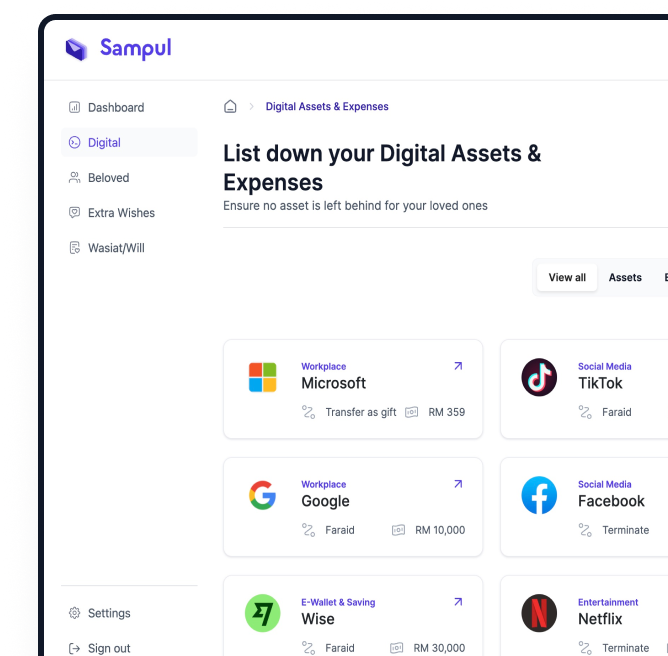 Sampul
Dashboard
Digital
Beloved
Extra Wishes
Wasiat/Will
Settings
Sign out
Digital Assets & Expenses
List down your Digital Assets &
Expenses
Ensure no asset is left behind for your loved ones
View all Assets
Workplace
Microsoft
Transfer as gift RM 359
Social Media
TikTok
Faraid
Workplace
Google
Faraid RM 10,000
Social Media
Facebook
Terminate
E-Wallet & Saving
Wise
Faraid RM 30,000
Entertainment
Netflix
Terminate